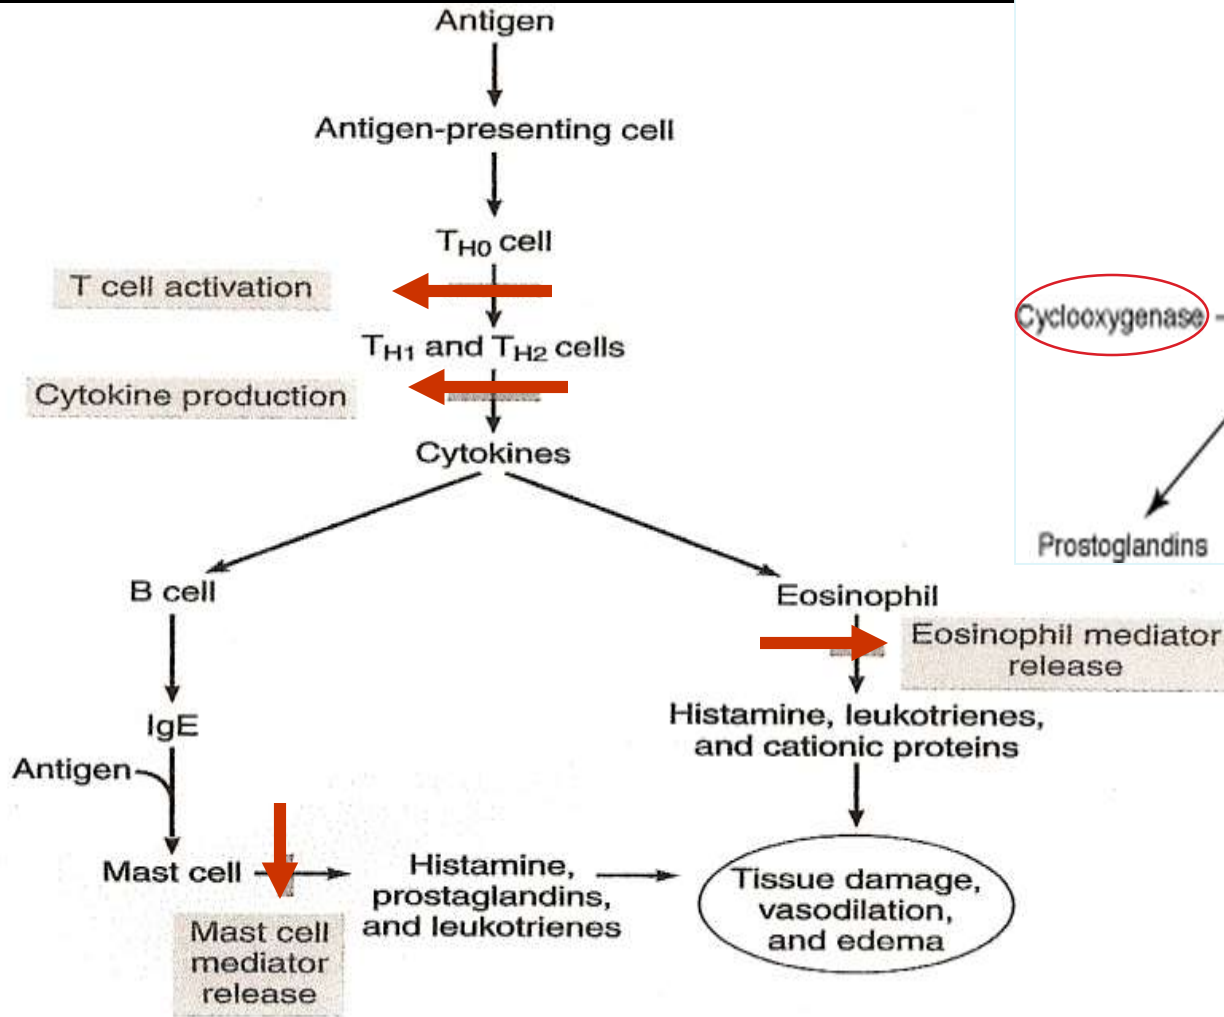 Antigen
Antigen-presenting cell
TH0 cell
T cell activation
TH1 and TH2 cells
Cytokine production
Cytokines
B cell
Eosinophil
Eosinophil mediator
release
IgE
Histamine, leukotrienes,
and cationic proteins
Antigen
Mast cell
Histamine,
prostaglandins,
and leukotrienes
Tissue damage,
vasodilation,
and edema
Mast cell
mediator
release
Cyclooxygenase
Prostoglandins